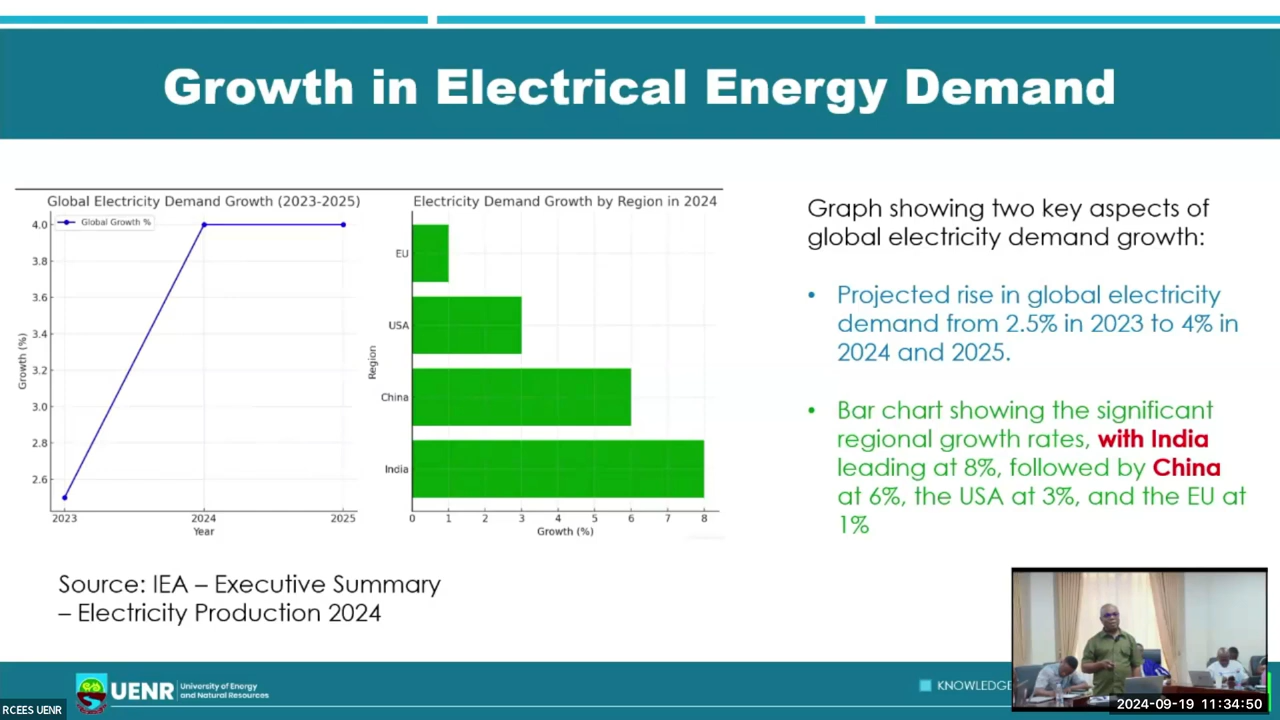 Growth in Electrical Energy Demand
Global Electricity Demand Growth (2023-2025)
Global Growth %
4.0
3.8
3.6
3.4
3.2
3.0
2.8
2.6
Growth (%)
2023
2024
2025
Year
Electricity Demand Growth by Region in 2024
Region
EU
USA
China
India
0
1
2
3
4
5
6
7
8
Growth (%)
Graph showing two key aspects of
global electricity demand growth:
• Projected rise in global electricity
demand from 2.5% in 2023 to 4% in
2024 and 2025.
• Bar chart showing the significant
regional growth rates, with India
leading at 8%, followed by China
at 6%, the USA at 3%, and the EU at
1%
Source: IEA – Executive Summary
– Electricity Production 2024
UENR
University of Energy
and Natural Resources
KNOWLEDGE
RCEES UENR
2024-09-19 11:34:50